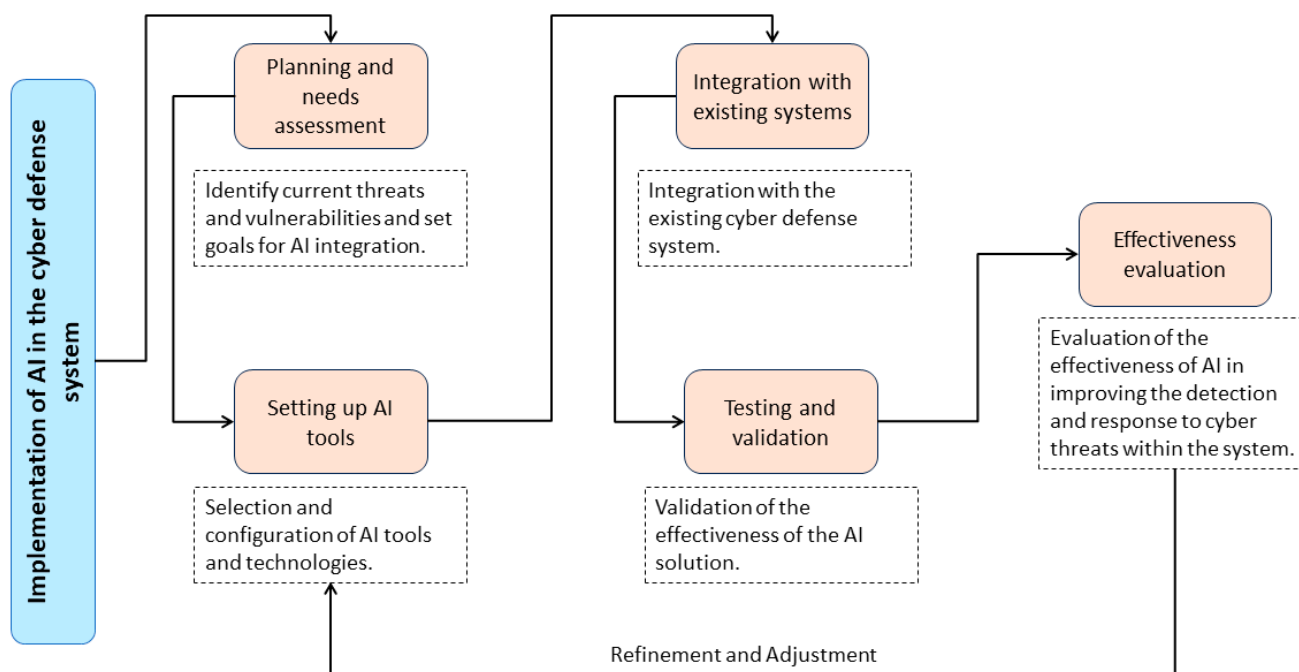 Implementation of AI in the cyber defense
system
Planning and
needs
assessment
Identify current threats
and vulnerabilities and set
goals for AI integration.
Setting up AI
tools
Selection and
configuration of AI tools
and technologies.
Integration with
existing systems
Integration with the
existing cyber defense
system.
Testing and
validation
Validation of the
effectiveness of the AI
solution.
Effectiveness
evaluation
Evaluation of the
effectiveness of AI in
improving the detection
and response to cyber
threats within the system.
Refinement and Adjustment